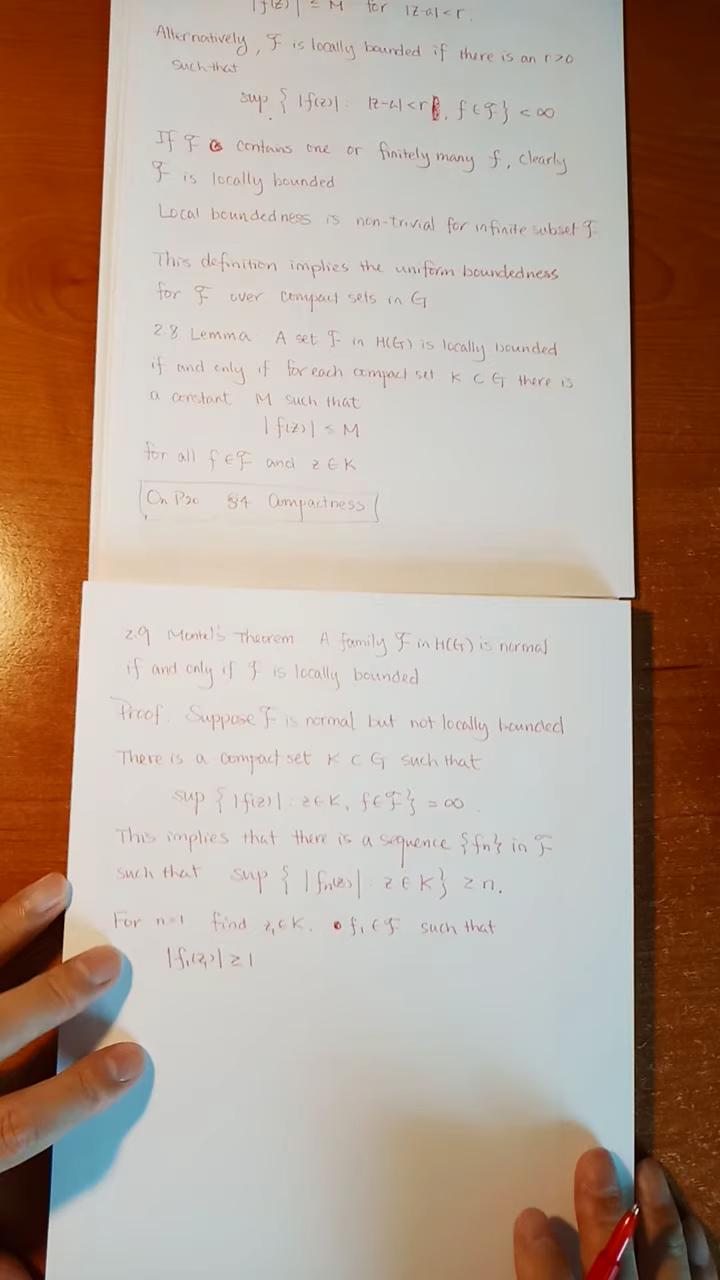 |f(z)| ≤ M for |z-a|<r.
Alternatively, F is locally bounded if there is an r>0
such that
sup { |f(z)| : |z-a|<r, f∈F } < ∞
If F contains one or finitely many f, clearly
F is locally bounded
Local boundedness is non-trivial for infinite subset F
This definition implies the uniform boundedness
for F over compact sets in G
2.8 Lemma A set F in H(G) is locally bounded
if and only if for each compact set K ⊂ G there is
a constant M such that
|f(z)| ≤ M
for all f∈F and z∈K
On P20 §4 Compactness
2.9 Montel's Theorem A family F in H(G) is normal
if and only if F is locally bounded
Proof. Suppose F is normal but not locally bounded
There is a compact set K ⊂ G such that
sup { |f(z)| : z∈K, f∈F } = ∞.
This implies that there is a sequence {fn} in F
such that sup { |fn(z)| : z∈K } ≥ n.
For n=1 find z₁∈K, f₁∈F such that
|f₁(z₁)| ≥ 1